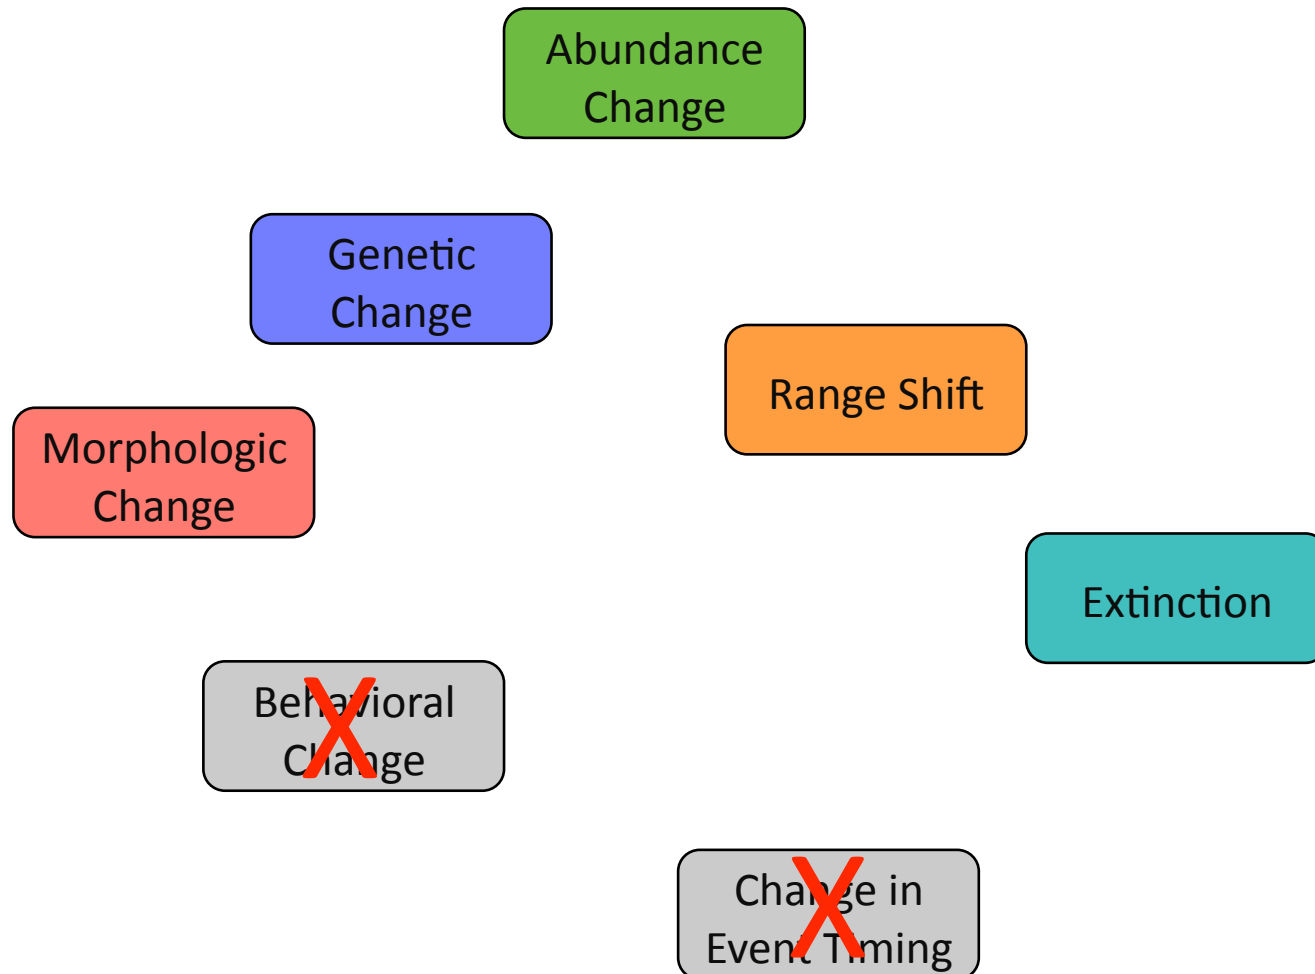 Abundance
Change
Genetic
Change
Range Shift
Morphologic
Change
Extinction
Behavioral
Change
X
Change in
Event Timing
X